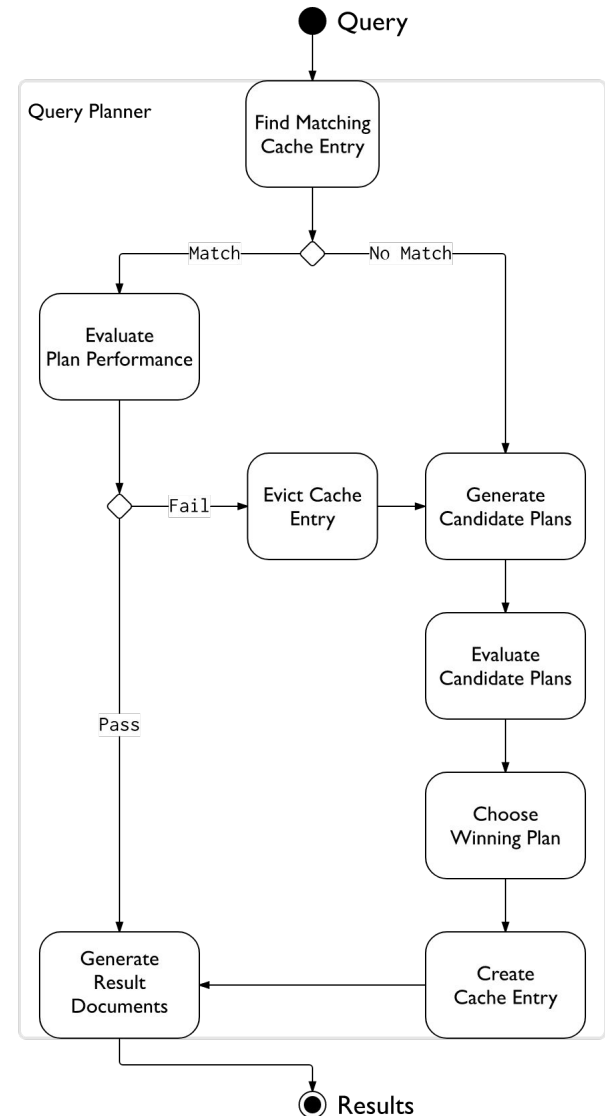 Query
Query Planner
Find Matching
Cache Entry
Match
No Match
Evaluate
Plan Performance
Fail
Evict Cache
Entry
Generate
Candidate Plans
Evaluate
Candidate Plans
Pass
Choose
Winning Plan
Generate
Result
Documents
Create
Cache Entry
Results